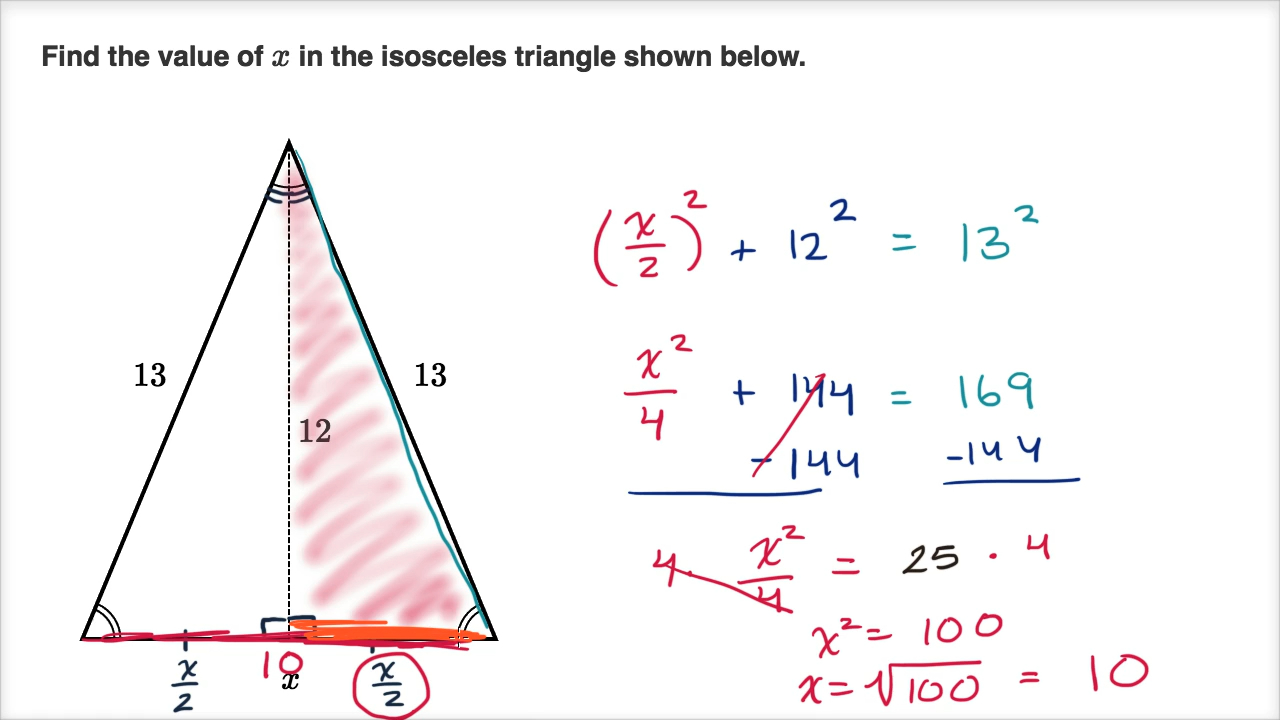 Find the value of x in the isosceles triangle shown below.
(x/2)² + 12² = 13²
13
13
12
x²/4 + 144 = 169
-144 -144
4 · x²/4 = 25 · 4
x² = 100
x/2 10 x x/2
x = √100 = 10